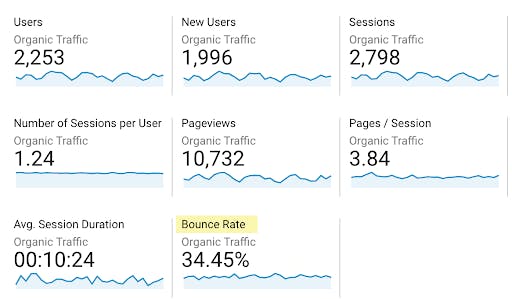 Users
Organic Traffic
2,253
New Users
Organic Traffic
1,996
Sessions
Organic Traffic
2,798
Number of Sessions per User
Organic Traffic
1.24
Pageviews
Organic Traffic
10,732
Pages / Session
Organic Traffic
3.84
Avg. Session Duration
Organic Traffic
00:10:24
Bounce Rate
Organic Traffic
34.45%